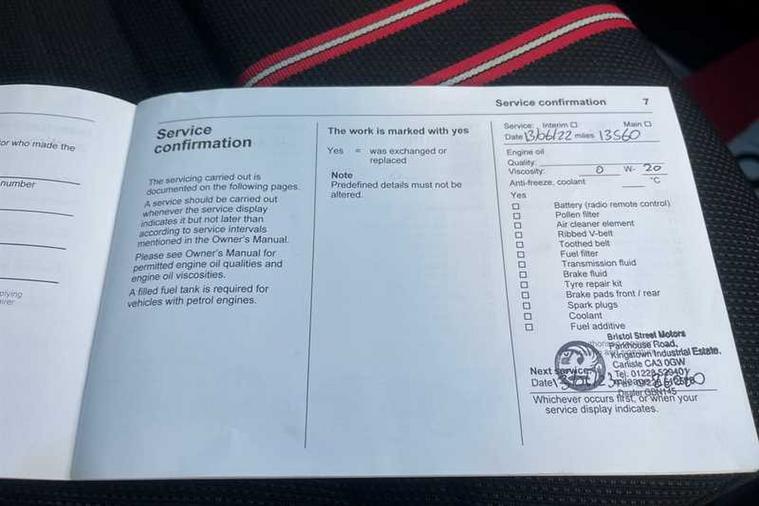 or who made the
number
Service
confirmation
The servicing carried out is
documented on the following pages.
A service should be carried out
whenever the service display
indicates it but not later than
according to service intervals
mentioned in the Owner's Manual.
Please see Owner's Manual for
permitted engine oil qualities and
engine oil viscosities.
A filled fuel tank is required for
vehicles with petrol engines.
The work is marked with yes
Yes = was exchanged or
replaced
Note
Predefined details must not be
altered.
Service confirmation 7
Service: Interim □ Main □
Date 13/06/22 miles 13560
Engine oil
Quality:
Viscosity: 0 W- 20
Anti-freeze, coolant °C
Yes
□ Battery (radio remote control)
□ Pollen filter
□ Air cleaner element
□ Ribbed V-belt
□ Toothed belt
□ Fuel filter
□ Transmission fluid
□ Brake fluid
□ Tyre repair kit
□ Brake pads front / rear
□ Spark plugs
□ Coolant
□ Fuel additive
Bristol Street Motors
Parkhouse Road,
Kingstown Industrial Estate.
Carlisle CA3 0GW
Next service:
Date
Whichever occurs first, or when your
service display indicates.